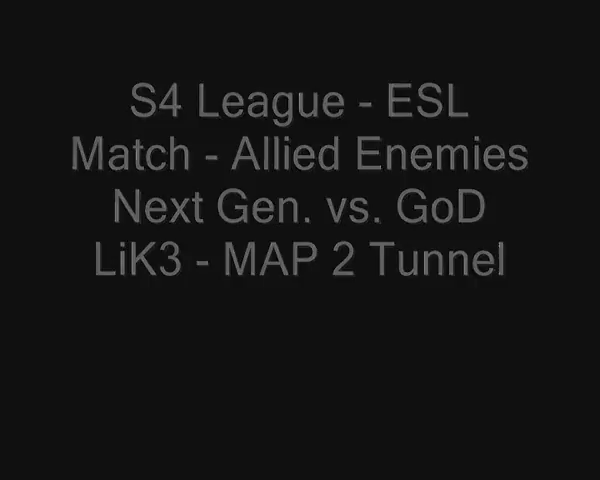 S4 League - ESL
Match - Allied Enemies
Next Gen. vs. GoD
LiK3 - MAP 2 Tunnel